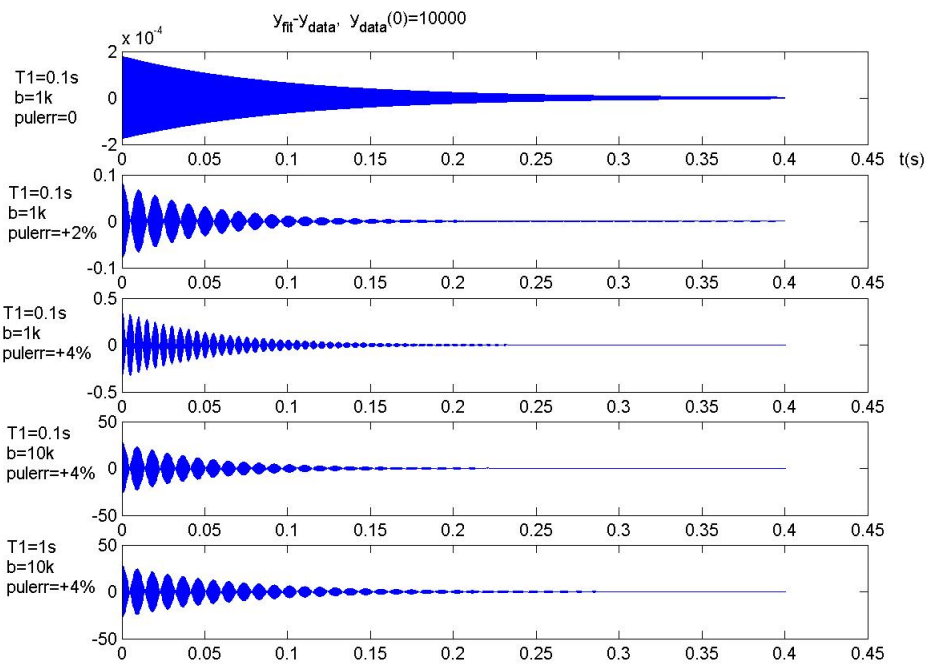 y_fit-y_data, y_data(0)=10000
x 10^-4
T1=0.1s
b=1k
pulerr=0
2
0
-2
0 0.05 0.1 0.15 0.2 0.25 0.3 0.35 0.4 0.45 t(s)
T1=0.1s
b=1k
pulerr=+2%
0.1
0
-0.1
0 0.05 0.1 0.15 0.2 0.25 0.3 0.35 0.4 0.45
T1=0.1s
b=1k
pulerr=+4%
0.5
0
-0.5
0 0.05 0.1 0.15 0.2 0.25 0.3 0.35 0.4 0.45
T1=0.1s
b=10k
pulerr=+4%
50
0
-50
0 0.05 0.1 0.15 0.2 0.25 0.3 0.35 0.4 0.45
T1=1s
b=10k
pulerr=+4%
50
0
-50
0 0.05 0.1 0.15 0.2 0.25 0.3 0.35 0.4 0.45